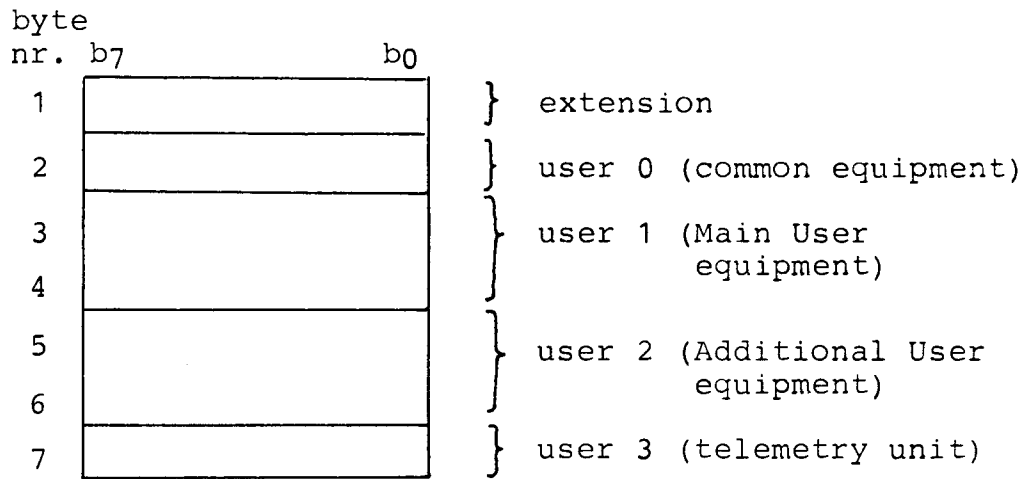 byte
nr. b7 b0
1 } extension
2 } user 0 (common equipment)
3 } user 1 (Main User
equipment)
4
5 } user 2 (Additional User
equipment)
6
7 } user 3 (telemetry unit)